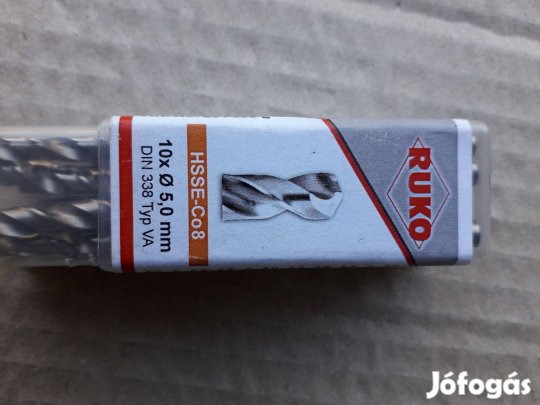 RUKO
HSSE-Co8
10x Ø 5,0 mm
DIN 338 Typ VA
Jófogás